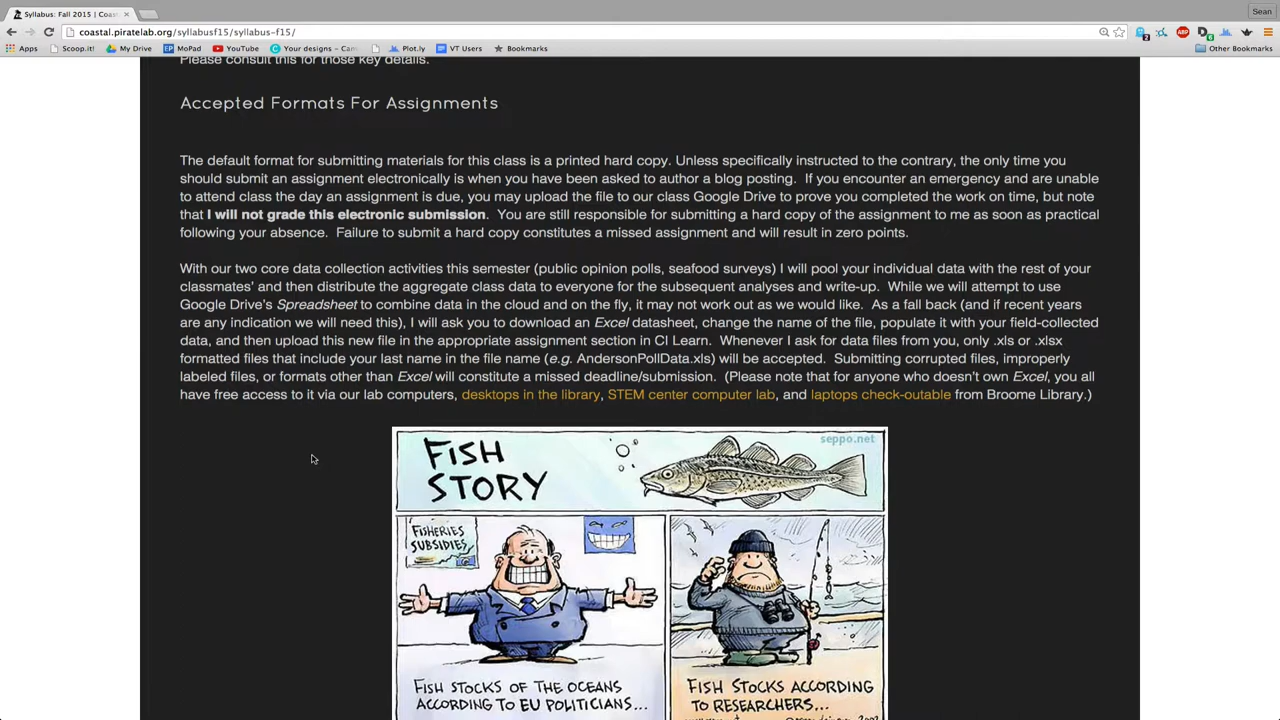 Syllabus: Fall 2015 | Coas
Sean
coastal.piratelab.org/syllabusf15/syllabus-f15/
Apps Scoop.it! My Drive MoPad YouTube Your designs – Can Plot.ly VT Users Bookmarks Other Bookmarks
Please consult this for those key details.
Accepted Formats For Assignments
The default format for submitting materials for this class is a printed hard copy. Unless specifically instructed to the contrary, the only time you
should submit an assignment electronically is when you have been asked to author a blog posting. If you encounter an emergency and are unable
to attend class the day an assignment is due, you may upload the file to our class Google Drive to prove you completed the work on time, but note
that I will not grade this electronic submission. You are still responsible for submitting a hard copy of the assignment to me as soon as practical
following your absence. Failure to submit a hard copy constitutes a missed assignment and will result in zero points.
With our two core data collection activities this semester (public opinion polls, seafood surveys) I will pool your individual data with the rest of your
classmates' and then distribute the aggregate class data to everyone for the subsequent analyses and write-up. While we will attempt to use
Google Drive's Spreadsheet to combine data in the cloud and on the fly, it may not work out as we would like. As a fall back (and if recent years
are any indication we will need this), I will ask you to download an Excel datasheet, change the name of the file, populate it with your field-collected
data, and then upload this new file in the appropriate assignment section in CI Learn. Whenever I ask for data files from you, only .xls or .xlsx
formatted files that include your last name in the file name (e.g. AndersonPollData.xls) will be accepted. Submitting corrupted files, improperly
labeled files, or formats other than Excel will constitute a missed deadline/submission. (Please note that for anyone who doesn't own Excel, you all
have free access to it via our lab computers, desktops in the library, STEM center computer lab, and laptops check-outable from Broome Library.)
FISH
STORY
seppo.net
FISHERIES
SUBSIDIES
FISH STOCKS OF THE OCEANS
ACCORDING TO EU POLITICIANS...
FISH STOCKS ACCORDING
TO RESEARCHERS...